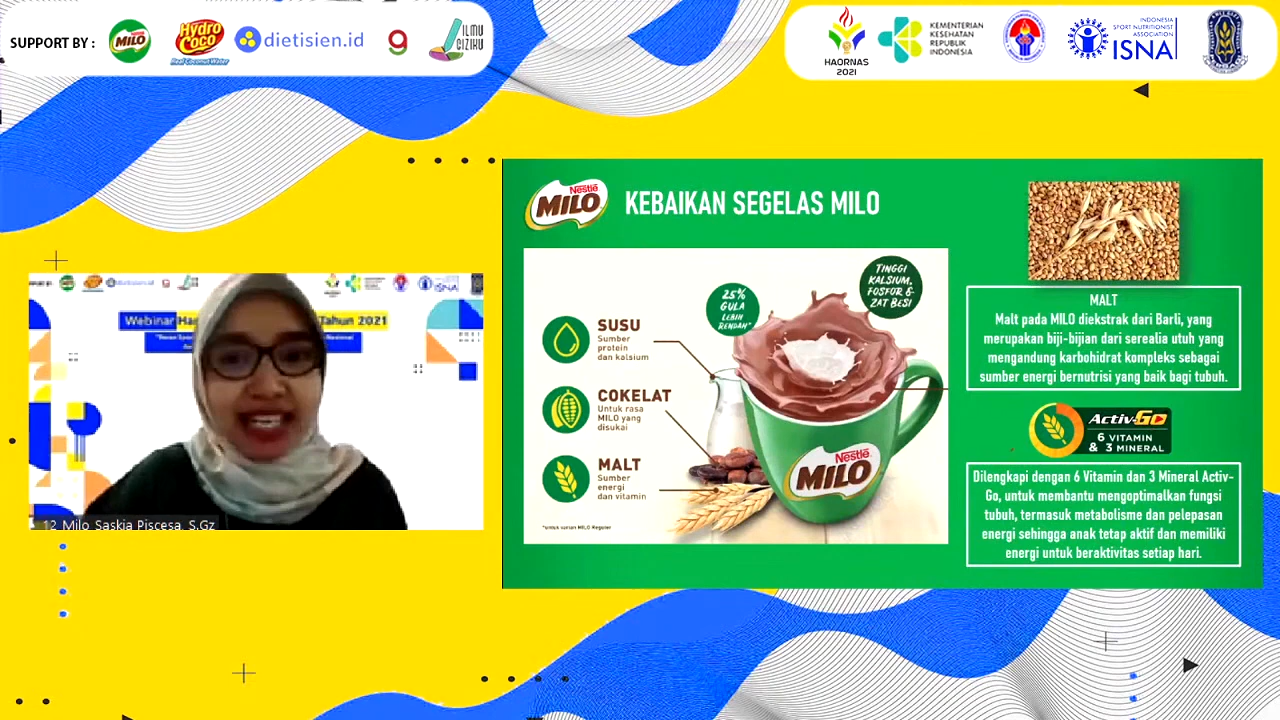 SUPPORT BY :
MILO
Hydro
Coco
Real Coconut Water
dietisien.id
g
ILMU
GIZIKU
HAORNAS
2021
KEMENTERIAN
KESEHATAN
REPUBLIK
INDONESIA
INDONESIA
SPORT NUTRITIONIST
ASSOCIATION
ISNA
Webinar
Tahun 2021
12_Milo_Saskia Piscesa, S.Gz
Nestle
MILO
KEBAIKAN SEGELAS MILO
25%
GULA
LEBIH
RENDAH*
TINGGI
KALSIUM,
FOSFOR &
ZAT BESI
SUSU
Sumber
protein
dan kalsium
COKELAT
Untuk rasa
MILO yang
disukai
MALT
Sumber
energi
dan vitamin
*untuk varian MILO Reguler
Nestle
MILO
MALT
Malt pada MILO diekstrak dari Barli, yang
merupakan biji-bijian dari serealia utuh yang
mengandung karbohidrat kompleks sebagai
sumber energi bernutrisi yang baik bagi tubuh.
Activ-GO
6 VITAMIN
& 3 MINERAL
Dilengkapi dengan 6 Vitamin dan 3 Mineral Activ-
Go, untuk membantu mengoptimalkan fungsi
tubuh, termasuk metabolisme dan pelepasan
energi sehingga anak tetap aktif dan memiliki
energi untuk beraktivitas setiap hari.